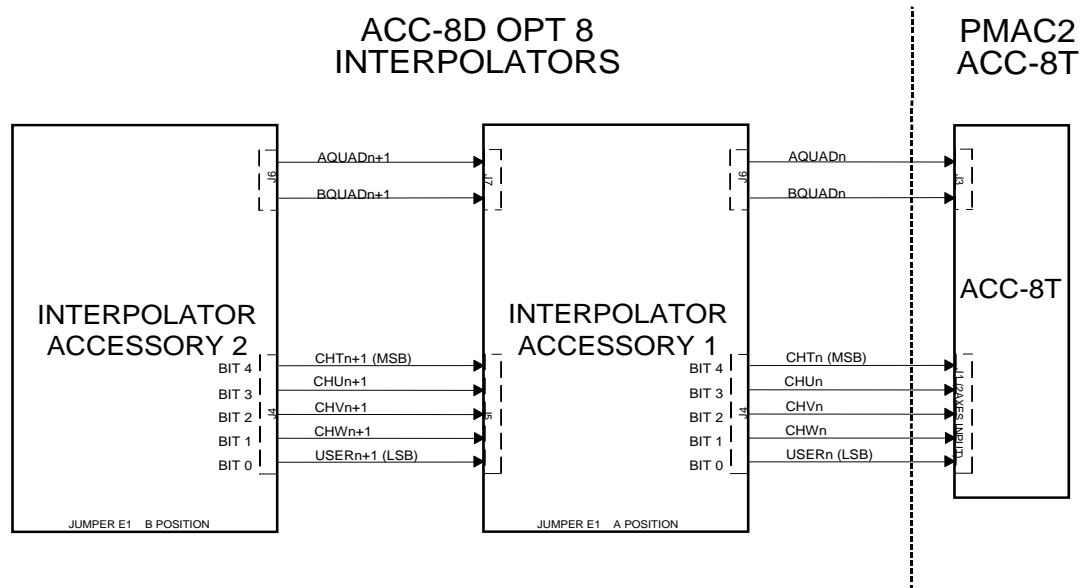 ACC-8D OPT 8
INTERPOLATORS
PMAC2
ACC-8T
AQUADn+1
BQUADn+1
J6
J7
AQUADn
BQUADn
J6
J3
INTERPOLATOR
ACCESSORY 2
INTERPOLATOR
ACCESSORY 1
ACC-8T
BIT 4
BIT 3
BIT 2
BIT 1
BIT 0
J4
CHTn+1 (MSB)
CHUn+1
CHVn+1
CHWn+1
USERn+1 (LSB)
J5
BIT 4
BIT 3
BIT 2
BIT 1
BIT 0
J4
CHTn (MSB)
CHUn
CHVn
CHWn
USERn (LSB)
J1 (2AXES INPUT)
JUMPER E1 B POSITION
JUMPER E1 A POSITION